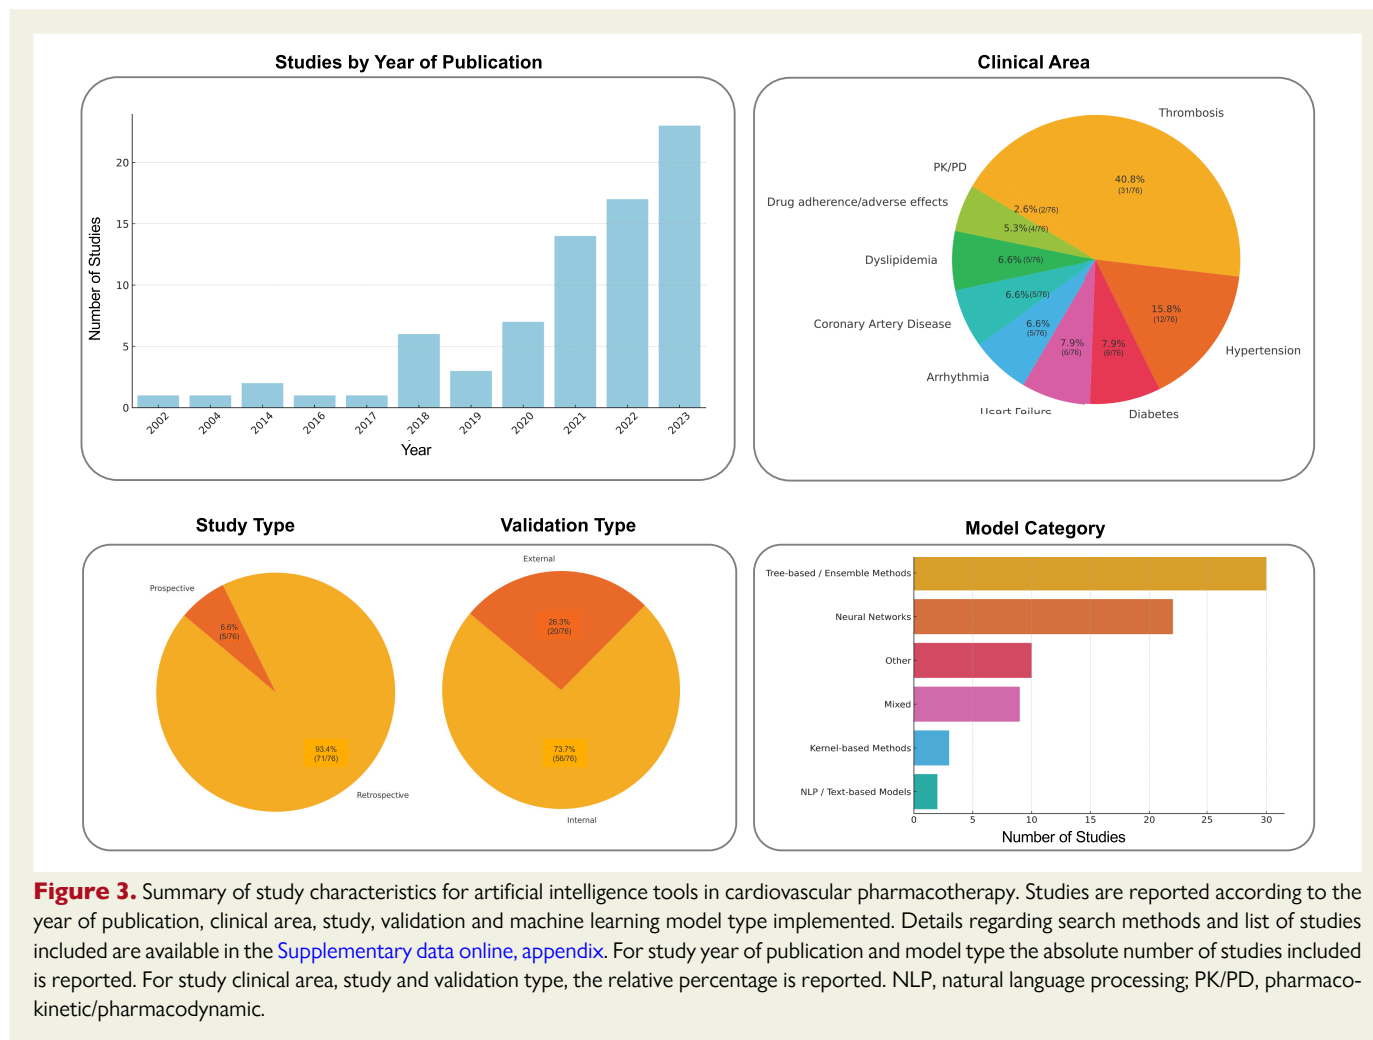 Studies by Year of Publication
Number of Studies
20
15
10
5
0
2002
2004
2014
2016
2017
2018
2019
2020
2021
2022
2023
Year
Clinical Area
Thrombosis
PK/PD
Drug adherence/adverse effects
Dyslipidemia
Coronary Artery Disease
Arrhythmia
Heart Failure
Diabetes
Hypertension
40.8%
(31/76)
2.6% (2/76)
5.3% (4/76)
6.6% (5/76)
6.6% (5/76)
6.6%
(5/76)
7.9%
(6/76)
7.9%
(6/76)
15.8%
(12/76)
Study Type
Prospective
6.6%
(5/76)
93.4%
(71/76)
Retrospective
Validation Type
External
26.3%
(20/76)
73.7%
(56/76)
Internal
Model Category
Tree-based / Ensemble Methods
Neural Networks
Other
Mixed
Kernel-based Methods
NLP / Text-based Models
0 5 10 15 20 25 30
Number of Studies
Figure 3. Summary of study characteristics for artificial intelligence tools in cardiovascular pharmacotherapy. Studies are reported according to the
year of publication, clinical area, study, validation and machine learning model type implemented. Details regarding search methods and list of studies
included are available in the Supplementary data online, appendix. For study year of publication and model type the absolute number of studies included
is reported. For study clinical area, study and validation type, the relative percentage is reported. NLP, natural language processing; PK/PD, pharmaco-
kinetic/pharmacodynamic.